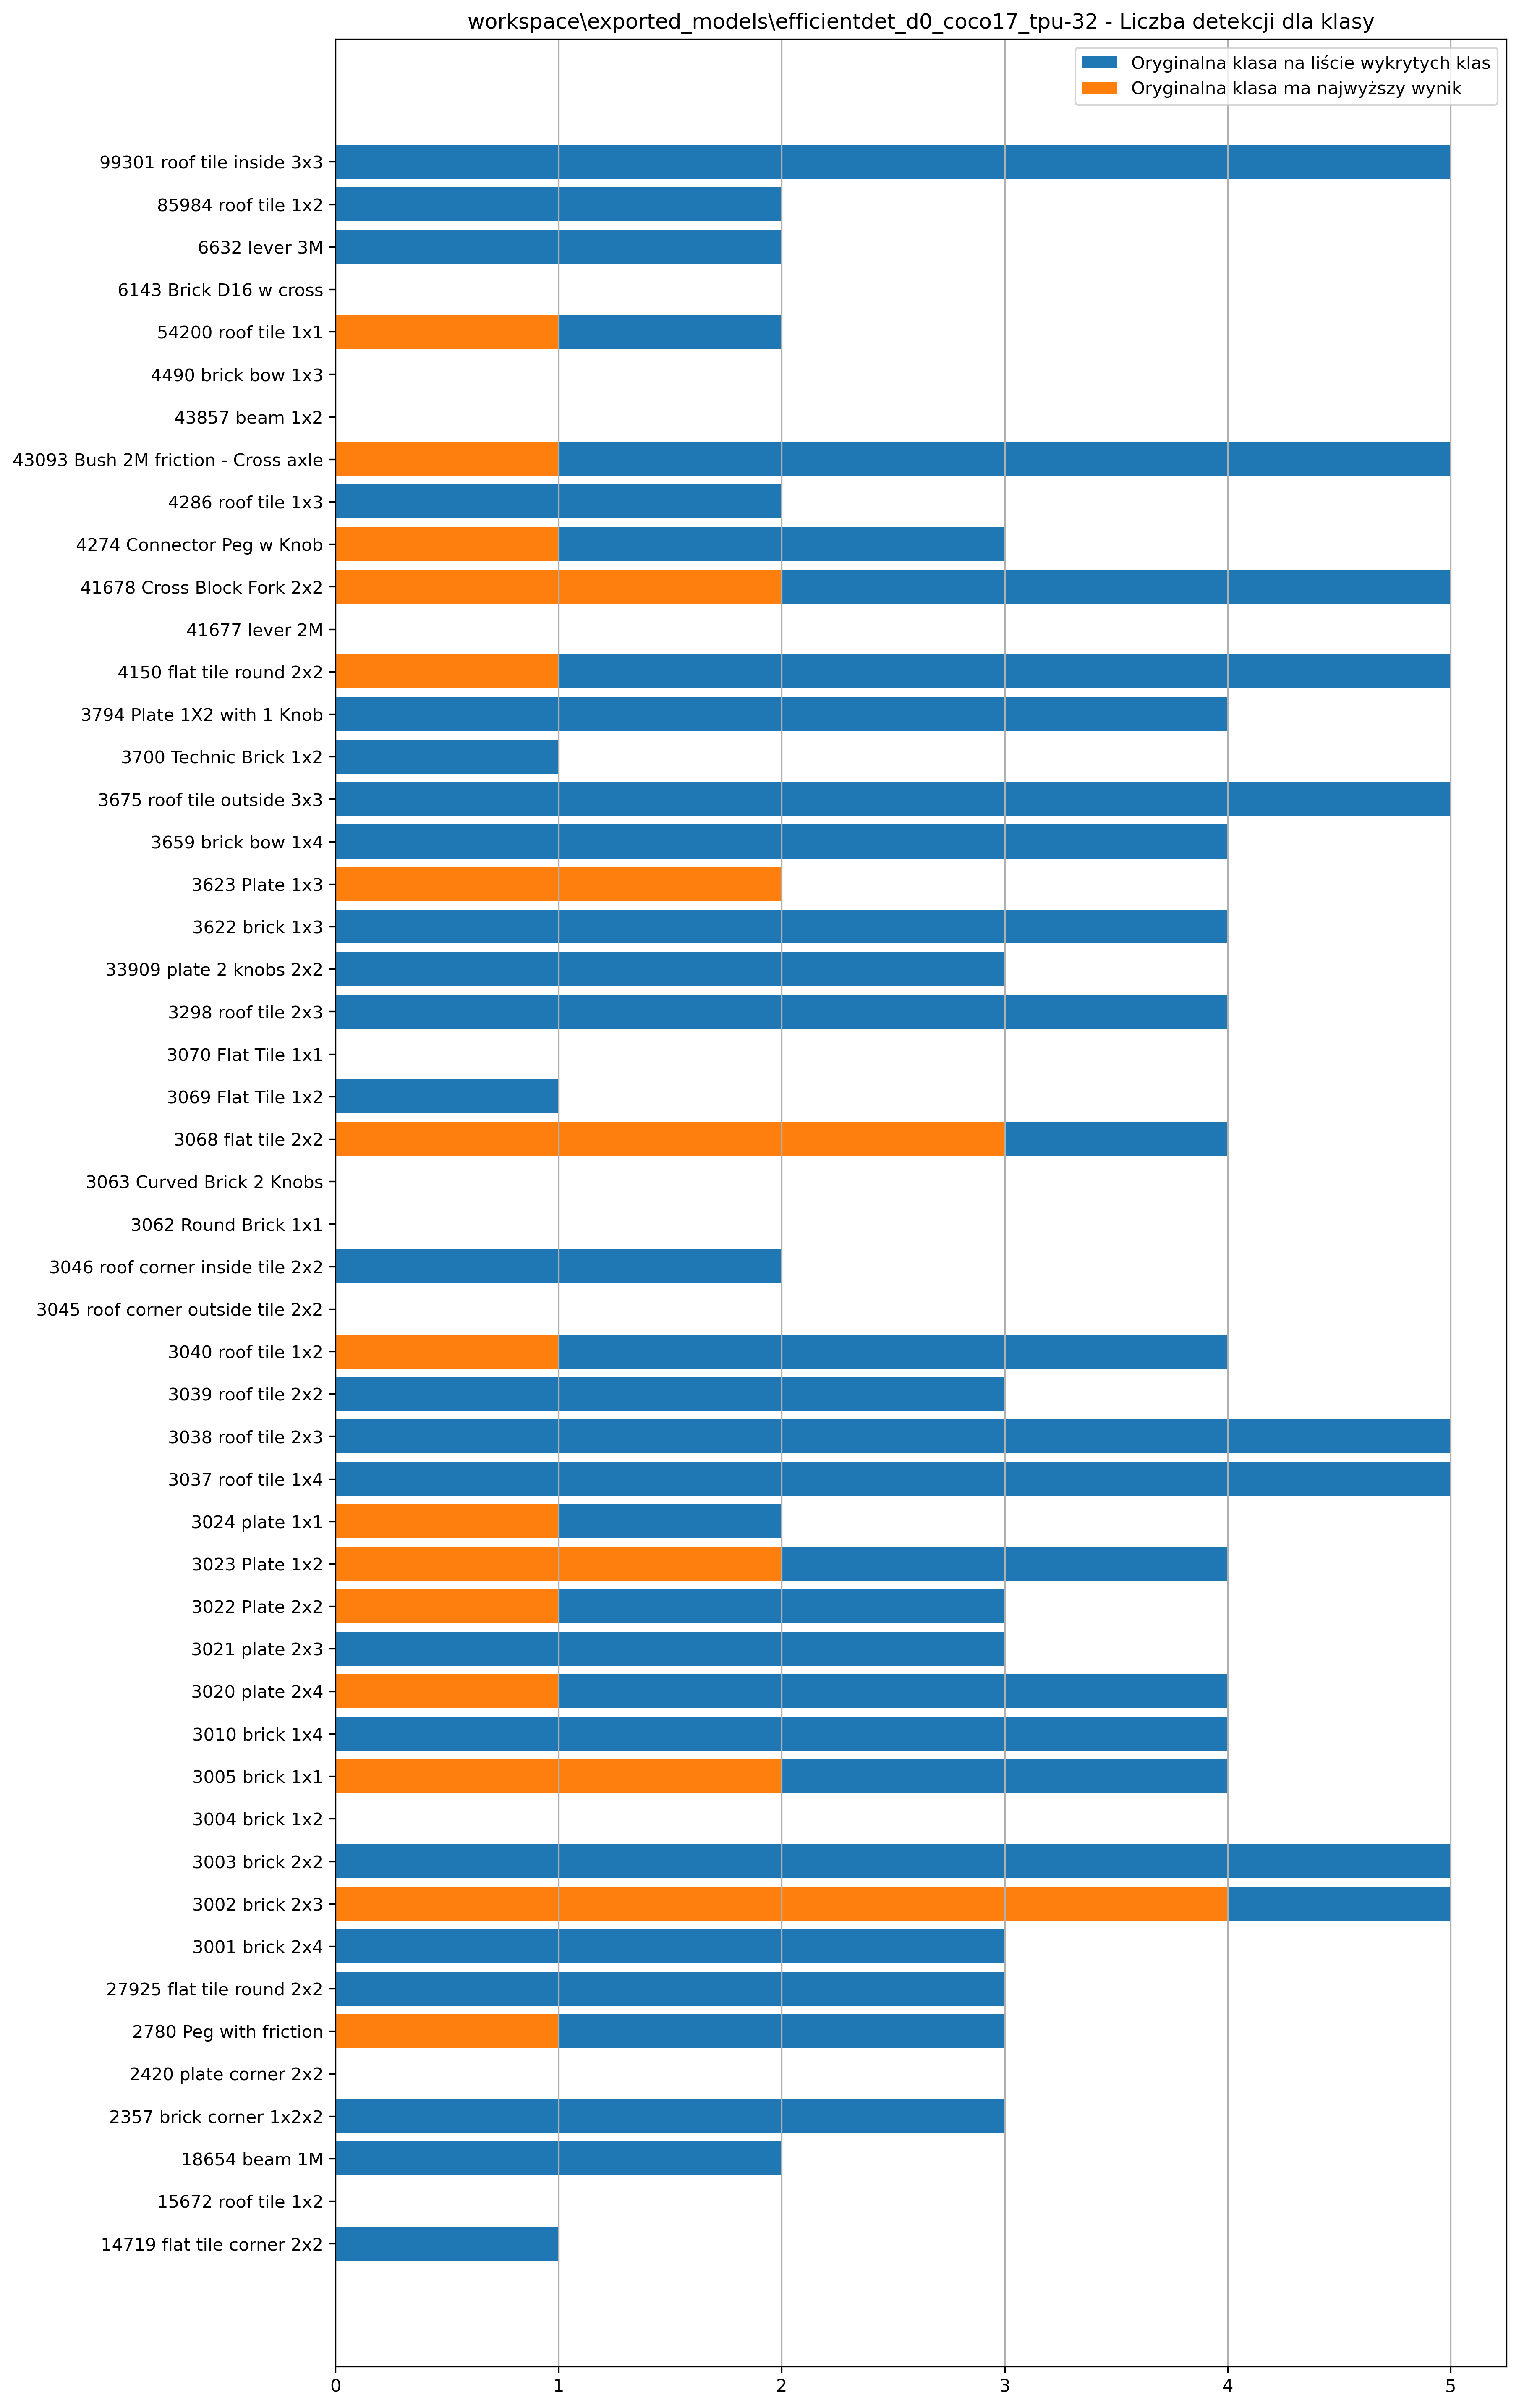 workspace\exported_models\efficientdet_d0_coco17_tpu-32 - Liczba detekcji dla klasy
Oryginalna klasa na liście wykrytych klas
Oryginalna klasa ma najwyższy wynik
99301 roof tile inside 3x3
85984 roof tile 1x2
6632 lever 3M
6143 Brick D16 w cross
54200 roof tile 1x1
4490 brick bow 1x3
43857 beam 1x2
43093 Bush 2M friction - Cross axle
4286 roof tile 1x3
4274 Connector Peg w Knob
41678 Cross Block Fork 2x2
41677 lever 2M
4150 flat tile round 2x2
3794 Plate 1X2 with 1 Knob
3700 Technic Brick 1x2
3675 roof tile outside 3x3
3659 brick bow 1x4
3623 Plate 1x3
3622 brick 1x3
33909 plate 2 knobs 2x2
3298 roof tile 2x3
3070 Flat Tile 1x1
3069 Flat Tile 1x2
3068 flat tile 2x2
3063 Curved Brick 2 Knobs
3062 Round Brick 1x1
3046 roof corner inside tile 2x2
3045 roof corner outside tile 2x2
3040 roof tile 1x2
3039 roof tile 2x2
3038 roof tile 2x3
3037 roof tile 1x4
3024 plate 1x1
3023 Plate 1x2
3022 Plate 2x2
3021 plate 2x3
3020 plate 2x4
3010 brick 1x4
3005 brick 1x1
3004 brick 1x2
3003 brick 2x2
3002 brick 2x3
3001 brick 2x4
27925 flat tile round 2x2
2780 Peg with friction
2420 plate corner 2x2
2357 brick corner 1x2x2
18654 beam 1M
15672 roof tile 1x2
14719 flat tile corner 2x2
0 1 2 3 4 5